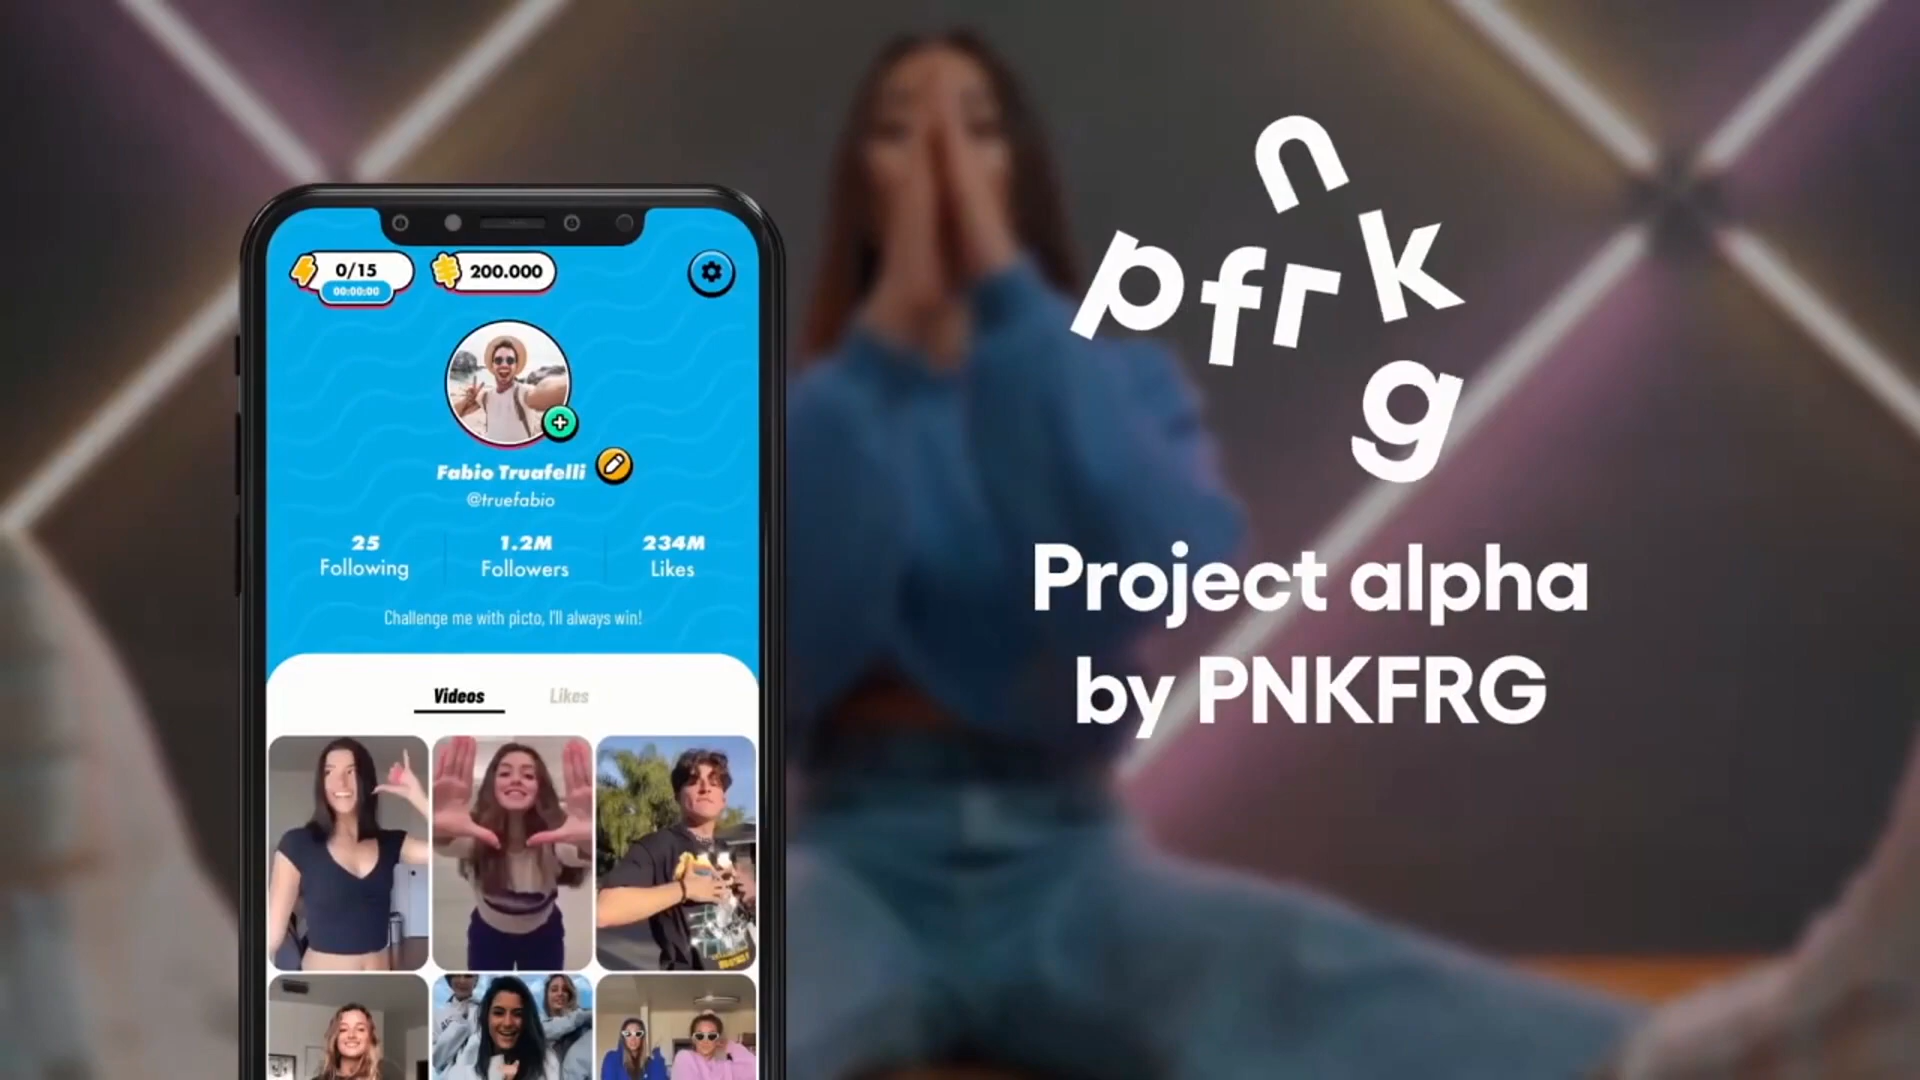 0/15
00:00:00
200.000
Fabio Truafelli
@truefabio
25
Following
1.2M
Followers
234M
Likes
Challenge me with picto, I'll always win!
Videos
Likes
pnkfrg
Project alpha
by PNKFRG